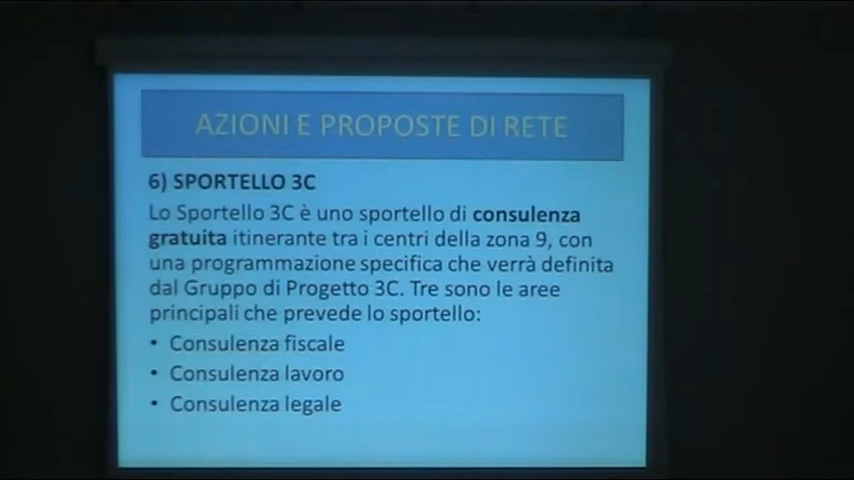 AZIONI E PROPOSTE DI RETE
6) SPORTELLO 3C
Lo Sportello 3C è uno sportello di consulenza
gratuita itinerante tra i centri della zona 9, con
una programmazione specifica che verrà definita
dal Gruppo di Progetto 3C. Tre sono le aree
principali che prevede lo sportello:
• Consulenza fiscale
• Consulenza lavoro
• Consulenza legale